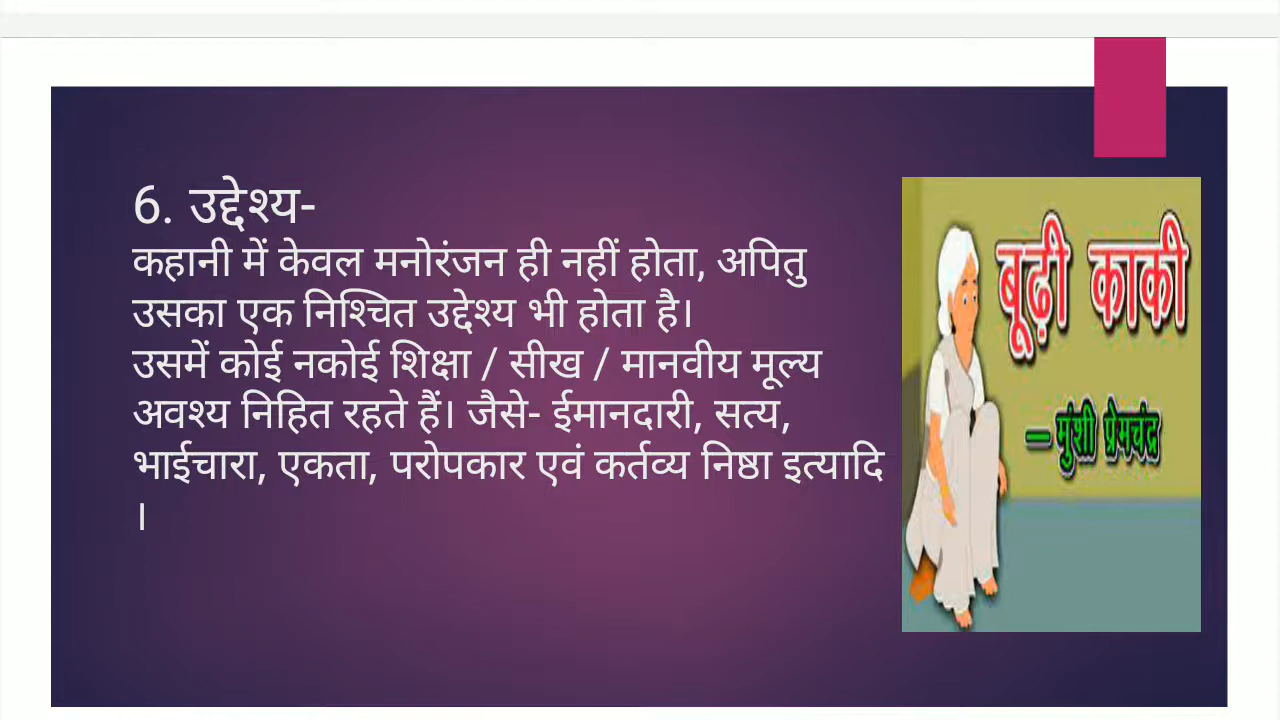 6. उद्देश्य-
कहानी में केवल मनोरंजन ही नहीं होता, अपितु
उसका एक निश्चित उद्देश्य भी होता है।
उसमें कोई नकोई शिक्षा / सीख / मानवीय मूल्य
अवश्य निहित रहते हैं। जैसे- ईमानदारी, सत्य,
भाईचारा, एकता, परोपकार एवं कर्तव्य निष्ठा इत्यादि
।
बूढ़ी काकी
— मुंशी प्रेमचंद्र